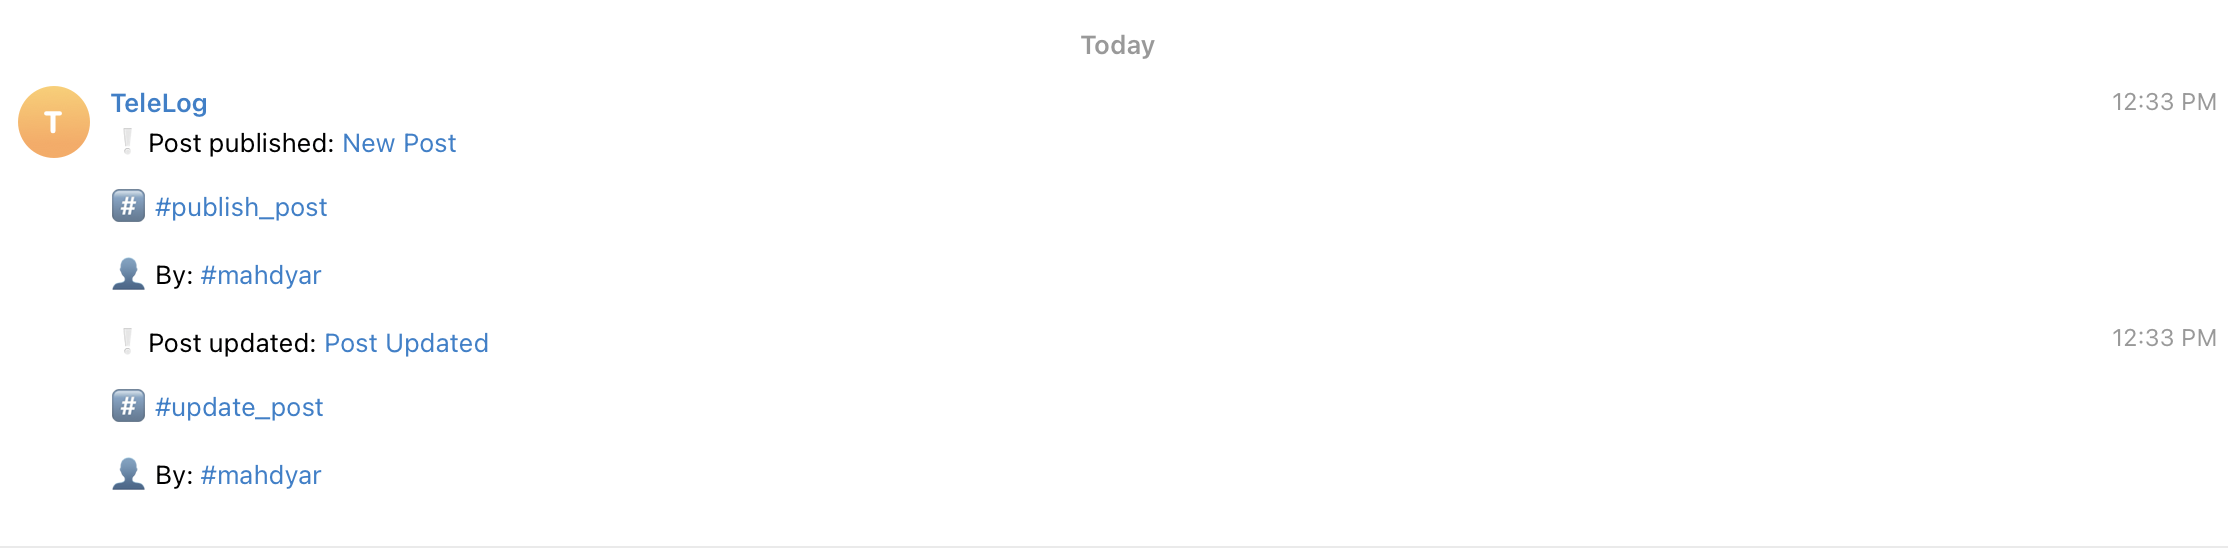 Today
TeleLog 12:33 PM
❕ Post published: New Post
#️⃣ #publish_post
👤 By: #mahdyar
❕ Post updated: Post Updated 12:33 PM
#️⃣ #update_post
👤 By: #mahdyar
T